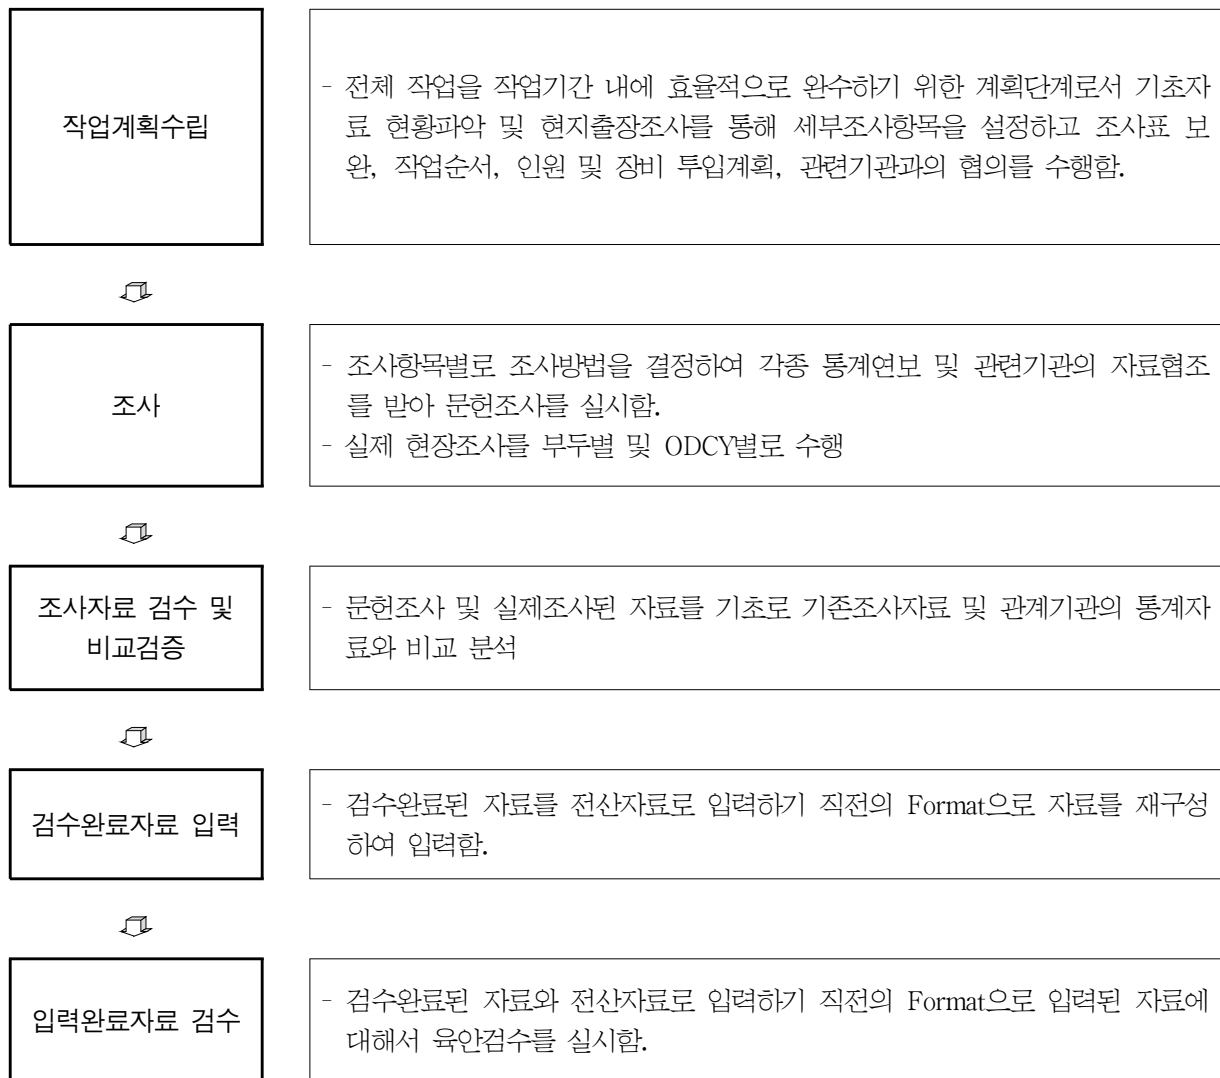 작업계획수립
- 전체 작업을 작업기간 내에 효율적으로 완수하기 위한 계획단계로서 기초자
료 현황파악 및 현지출장조사를 통해 세부조사항목을 설정하고 조사표 보
완, 작업순서, 인원 및 장비 투입계획, 관련기관과의 협의를 수행함.
조사
- 조사항목별로 조사방법을 결정하여 각종 통계연보 및 관련기관의 자료협조
를 받아 문헌조사를 실시함.
- 실제 현장조사를 부두별 및 ODCY별로 수행
조사자료 검수 및
비교검증
- 문헌조사 및 실제조사된 자료를 기초로 기존조사자료 및 관계기관의 통계자
료와 비교 분석
검수완료자료 입력
- 검수완료된 자료를 전산자료로 입력하기 직전의 Format으로 자료를 재구성
하여 입력함.
입력완료자료 검수
- 검수완료된 자료와 전산자료로 입력하기 직전의 Format으로 입력된 자료에
대해서 육안검수를 실시함.